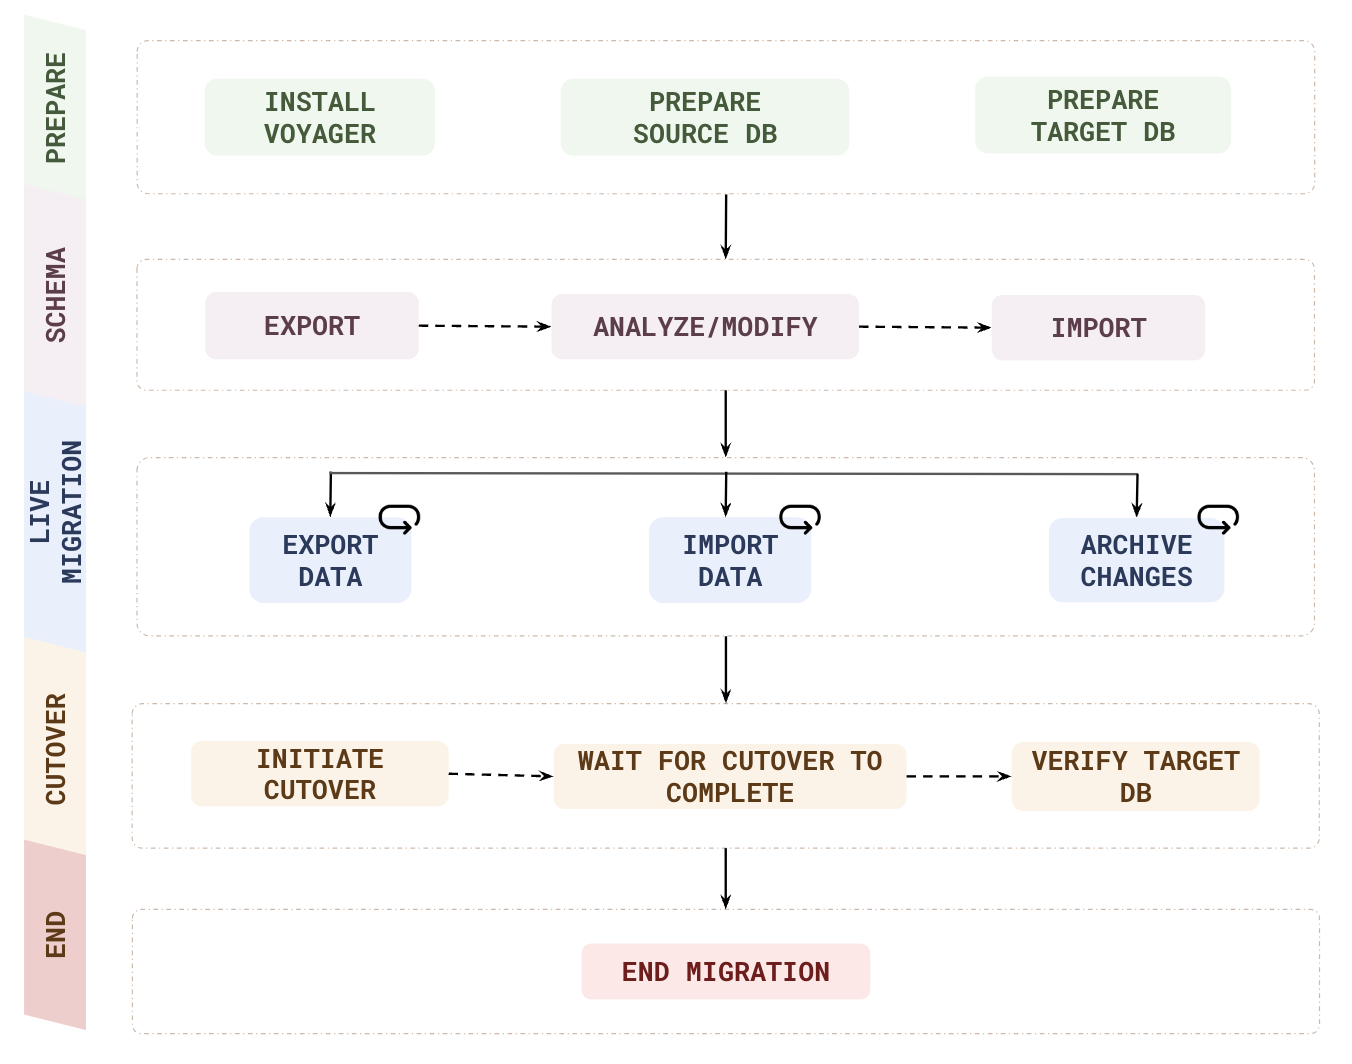 PREPARE
INSTALL
VOYAGER
PREPARE
SOURCE DB
PREPARE
TARGET DB
SCHEMA
EXPORT
ANALYZE/MODIFY
IMPORT
LIVE
MIGRATION
EXPORT
DATA
IMPORT
DATA
ARCHIVE
CHANGES
CUTOVER
INITIATE
CUTOVER
WAIT FOR CUTOVER TO
COMPLETE
VERIFY TARGET
DB
END
END MIGRATION